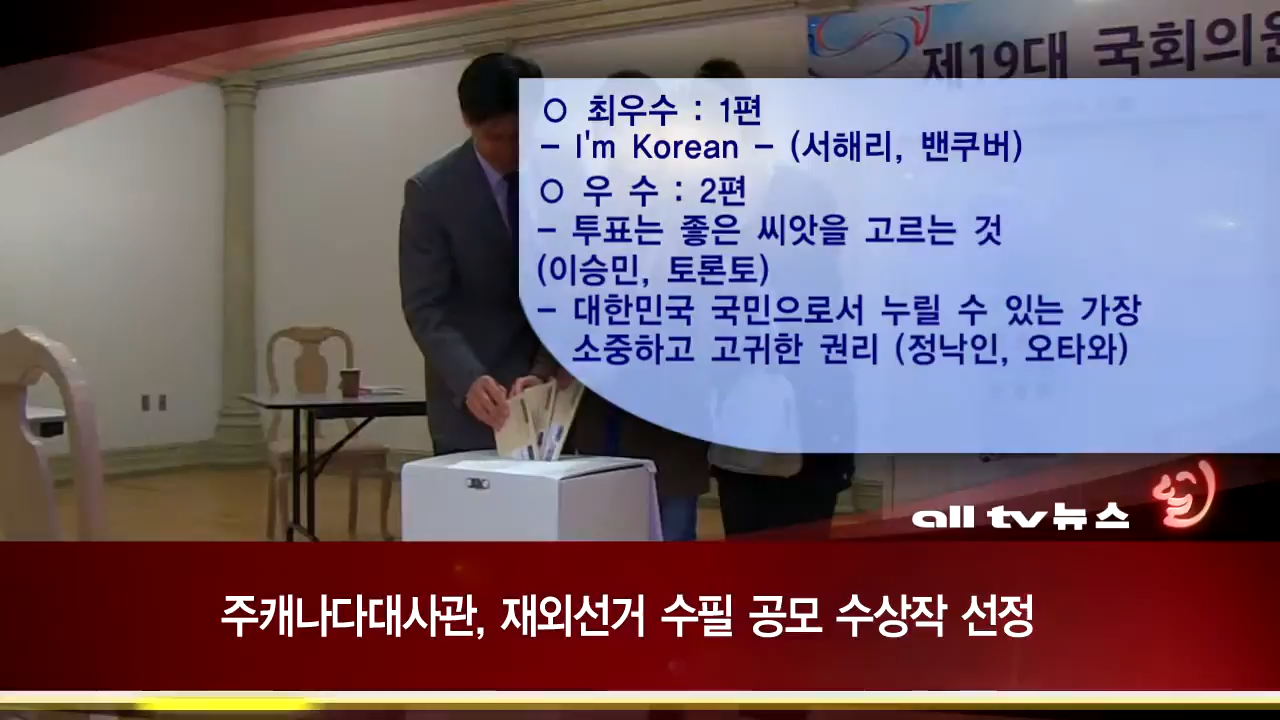 제19대 국회의원
○ 최우수 : 1편
- I'm Korean - (서해리, 밴쿠버)
○ 우 수 : 2편
- 투표는 좋은 씨앗을 고르는 것
(이승민, 토론토)
- 대한민국 국민으로서 누릴 수 있는 가장
소중하고 고귀한 권리 (정낙인, 오타와)
all tv 뉴스
주캐나다대사관, 재외선거 수필 공모 수상작 선정